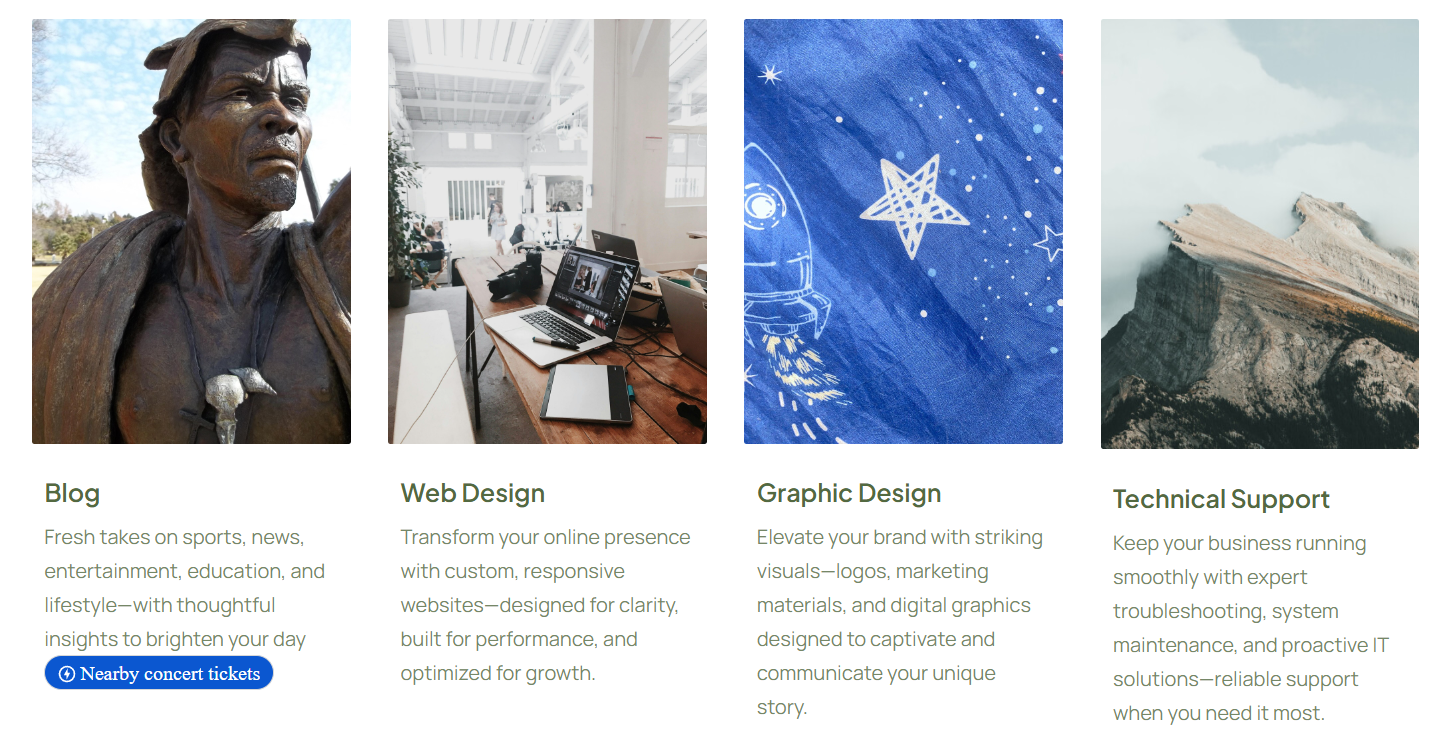 Blog
Fresh takes on sports, news,
entertainment, education, and
lifestyle—with thoughtful
insights to brighten your day
Nearby concert tickets
Web Design
Transform your online presence
with custom, responsive
websites—designed for clarity,
built for performance, and
optimized for growth.
Graphic Design
Elevate your brand with striking
visuals—logos, marketing
materials, and digital graphics
designed to captivate and
communicate your unique
story.
Technical Support
Keep your business running
smoothly with expert
troubleshooting, system
maintenance, and proactive IT
solutions—reliable support
when you need it most.